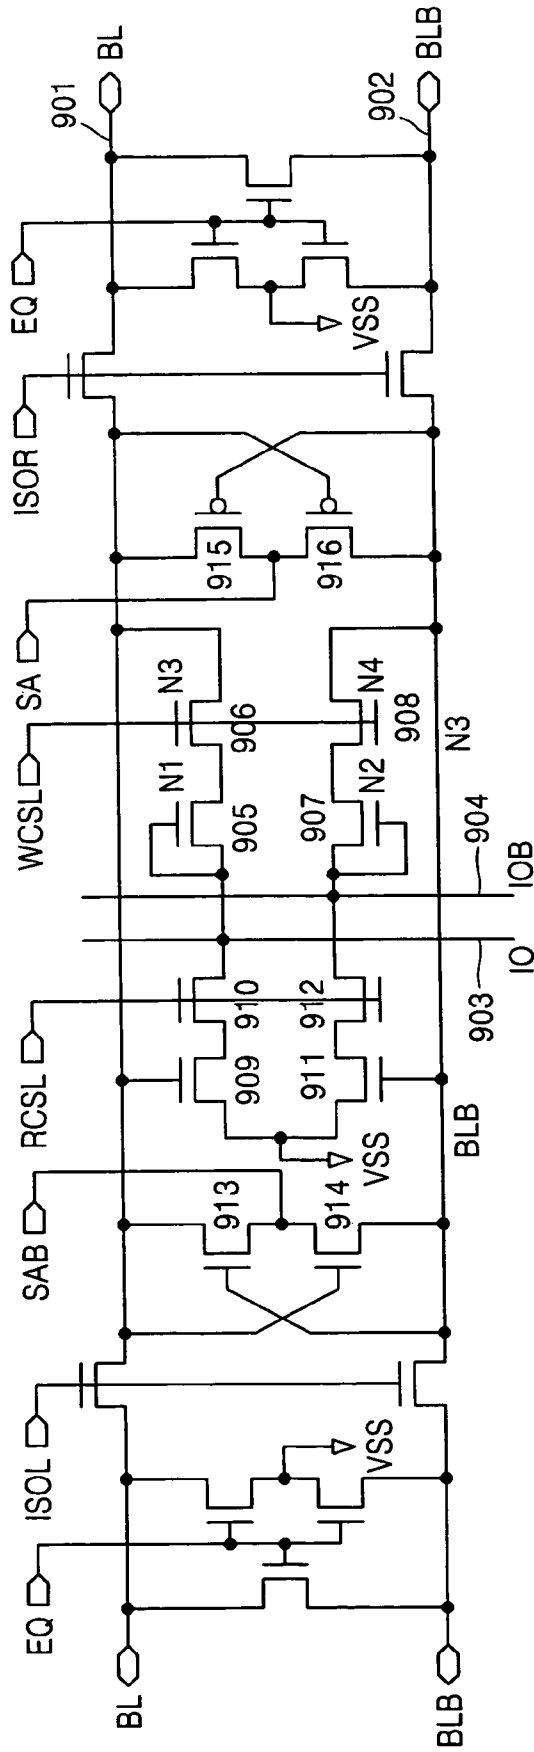 EQ
ISOL
SAB
RCSL
WCSL
SA
ISOR
EQ
901
BL
BL
N1
N3
913
909
910
905
906
915
VSS
914
911
912
907
908
916
VSS
VSS
N2
N4
902
BLB
BLB
BLB
N3
903
904
IO
IOB
VSS